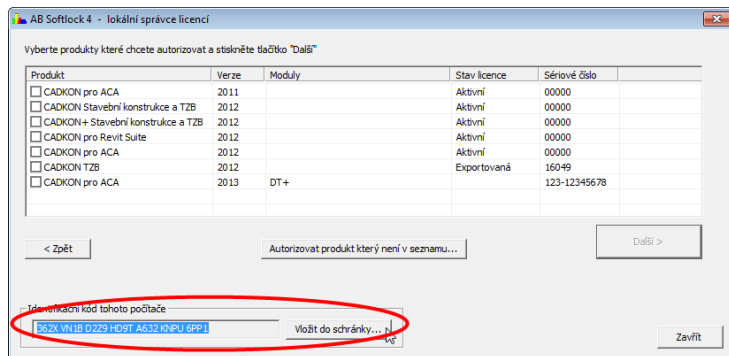 AB Softlock 4 - lokální správce licencí
Vyberte produkty které chcete autorizovat a stiskněte tlačítko "Další"
Produkt Verze Moduly Stav licence Sériové číslo
CADKON pro ACA 2011 Aktivní 00000
CADKON Stavební konstrukce a TZB 2012 Aktivní 00000
CADKON+ Stavební konstrukce a TZB 2012 Aktivní 00000
CADKON pro Revit Suite 2012 Aktivní 00000
CADKON pro ACA 2012 Aktivní 00000
CADKON TZB 2012 Exportovaná 16049
CADKON pro ACA 2013 DT+ 123-12345678
< Zpět Autorizovat produkt který není v seznamu... Další >
Identifikační kód tohoto počítače
362X VN1B D2Z9 HD9T A632 KNPU 6PP1 Vložit do schránky...
Zavřít